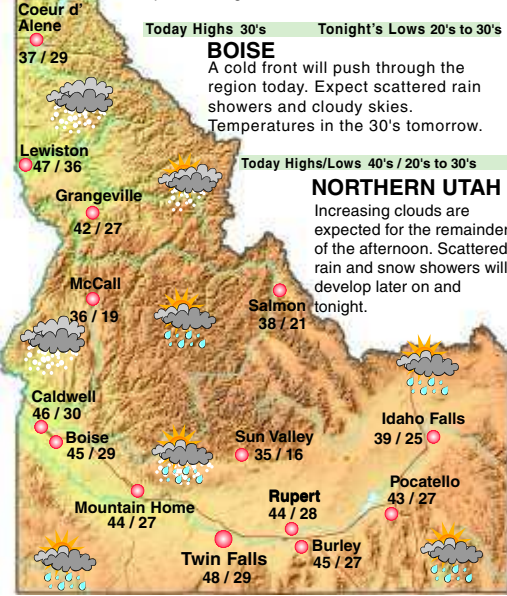 Coeur d’
Alene
37 / 29
Today Highs 30's Tonight's Lows 20's to 30's
BOISE
A cold front will push through the
region today. Expect scattered rain
showers and cloudy skies.
Temperatures in the 30's tomorrow.
Lewiston
47 / 36
Today Highs/Lows 40's / 20's to 30's
NORTHERN UTAH
Increasing clouds are
expected for the remainder
of the afternoon. Scattered
rain and snow showers will
develop later on and
tonight.
Grangeville
42 / 27
McCall
36 / 19
Salmon
38 / 21
Caldwell
46 / 30
Boise
45 / 29
Sun Valley
35 / 16
Idaho Falls
39 / 25
Mountain Home
44 / 27
Rupert
44 / 28
Pocatello
43 / 27
Twin Falls
48 / 29
Burley
45 / 27